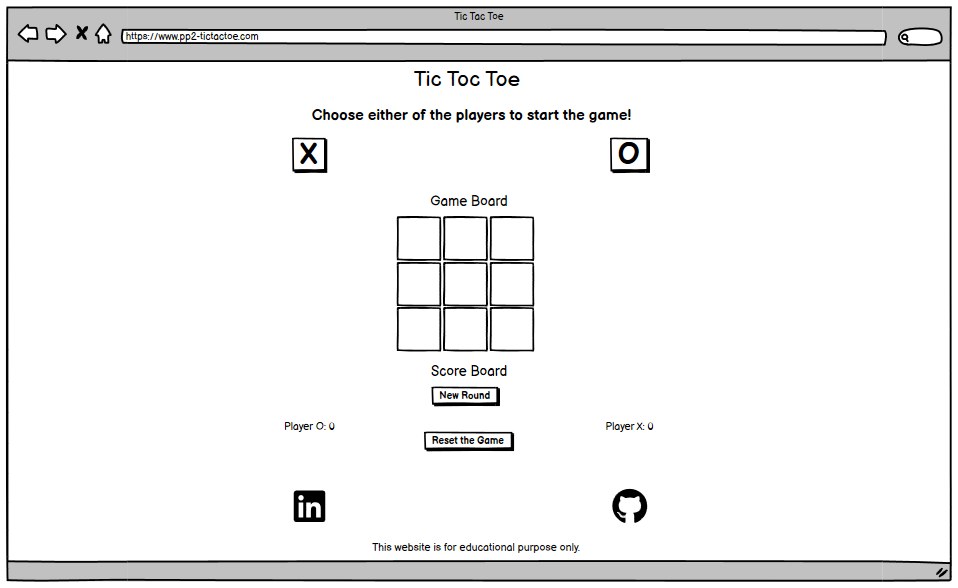 Tic Tac Toe
https://www.pp2-tictactoe.com
Tic Toc Toe
Choose either of the players to start the game!
X
O
Game Board
Score Board
New Round
Player O: 0
Player X: 0
Reset the Game
in
This website is for educational purpose only.